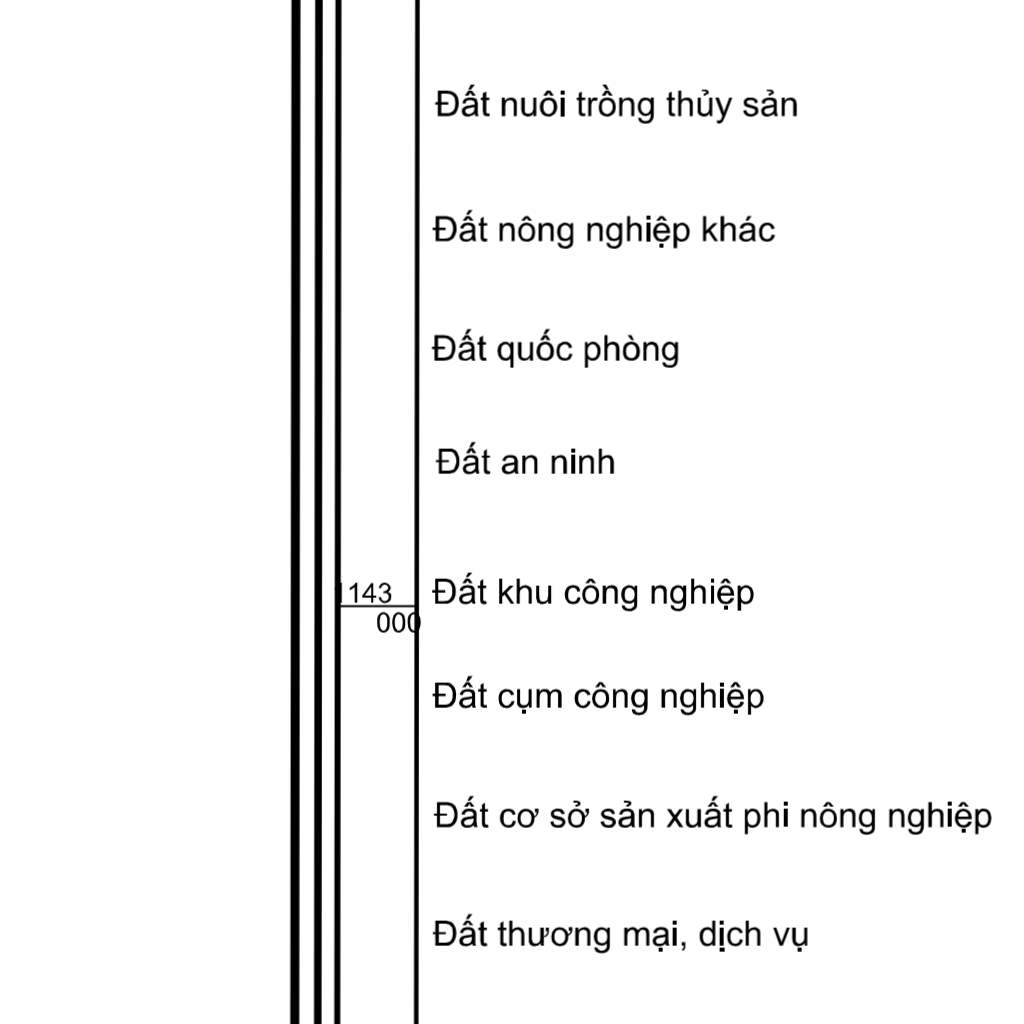 Đất nuôi trồng thủy sản
Đất nông nghiệp khác
Đất quốc phòng
Đất an ninh
1143
000
Đất khu công nghiệp
Đất cụm công nghiệp
Đất cơ sở sản xuất phi nông nghiệp
Đất thương mại, dịch vụ